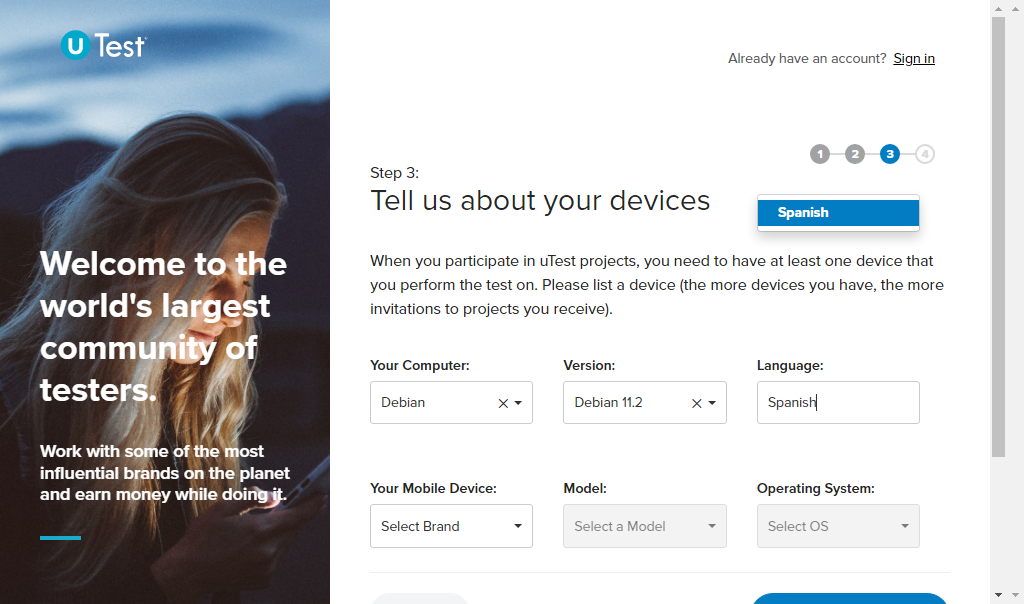 U Test
Already have an account? Sign in
1 2 3 4
Step 3:
Tell us about your devices
Spanish
Welcome to the
world's largest
community of
testers.
Work with some of the most
influential brands on the planet
and earn money while doing it.
When you participate in uTest projects, you need to have at least one device that
you perform the test on. Please list a device (the more devices you have, the more
invitations to projects you receive).
Your Computer: Version: Language:
Debian Debian 11.2 Spanish
Your Mobile Device: Model: Operating System:
Select Brand Select a Model Select OS